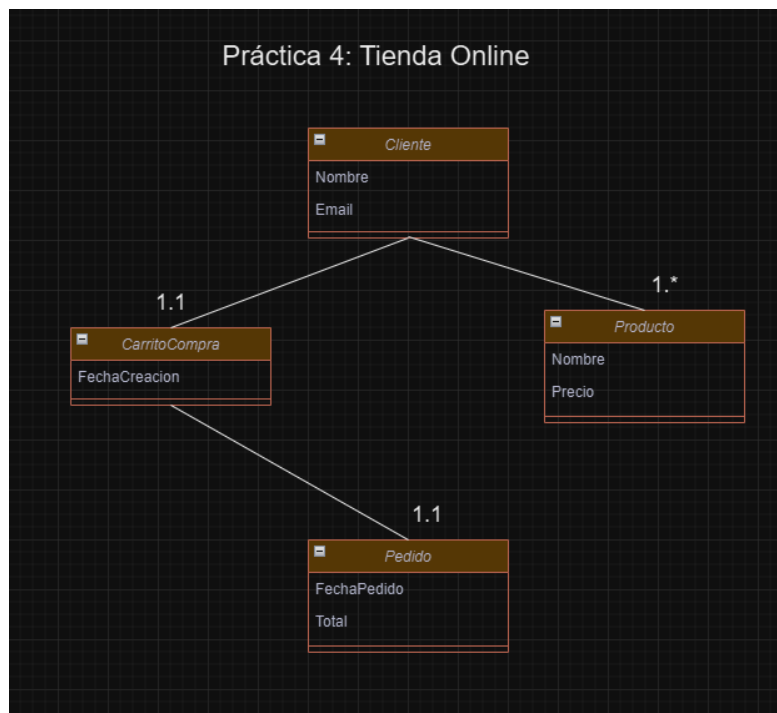 Práctica 4: Tienda Online
Cliente
Nombre
Email
1.1
1.*
CarritoCompra
FechaCreacion
Producto
Nombre
Precio
1.1
Pedido
FechaPedido
Total